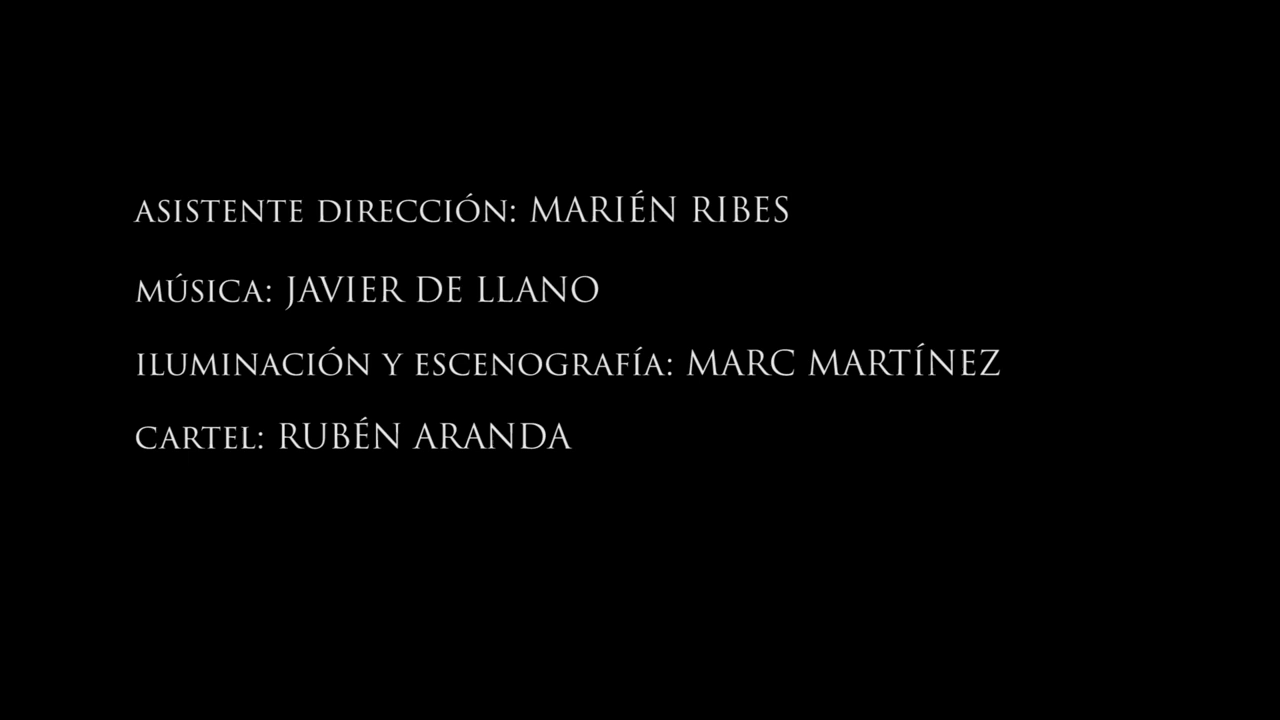 ASISTENTE DIRECCIÓN: MARIÉN RIBES
MÚSICA: JAVIER DE LLANO
ILUMINACIÓN Y ESCENOGRAFÍA: MARC MARTÍNEZ
CARTEL: RUBÉN ARANDA